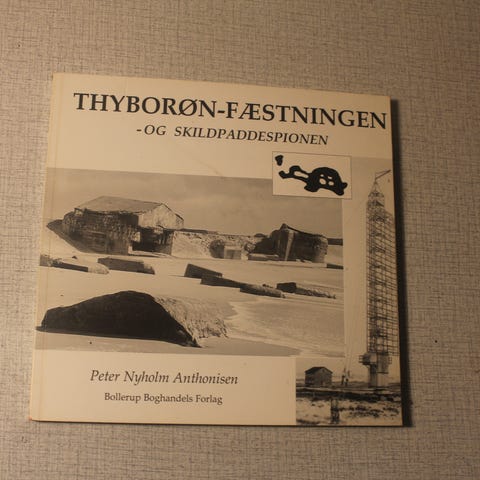 THYBORØN-FÆSTNINGEN
-OG SKILDPADDESPIONEN
Peter Nyholm Anthonisen
Bollerup Boghandels Forlag